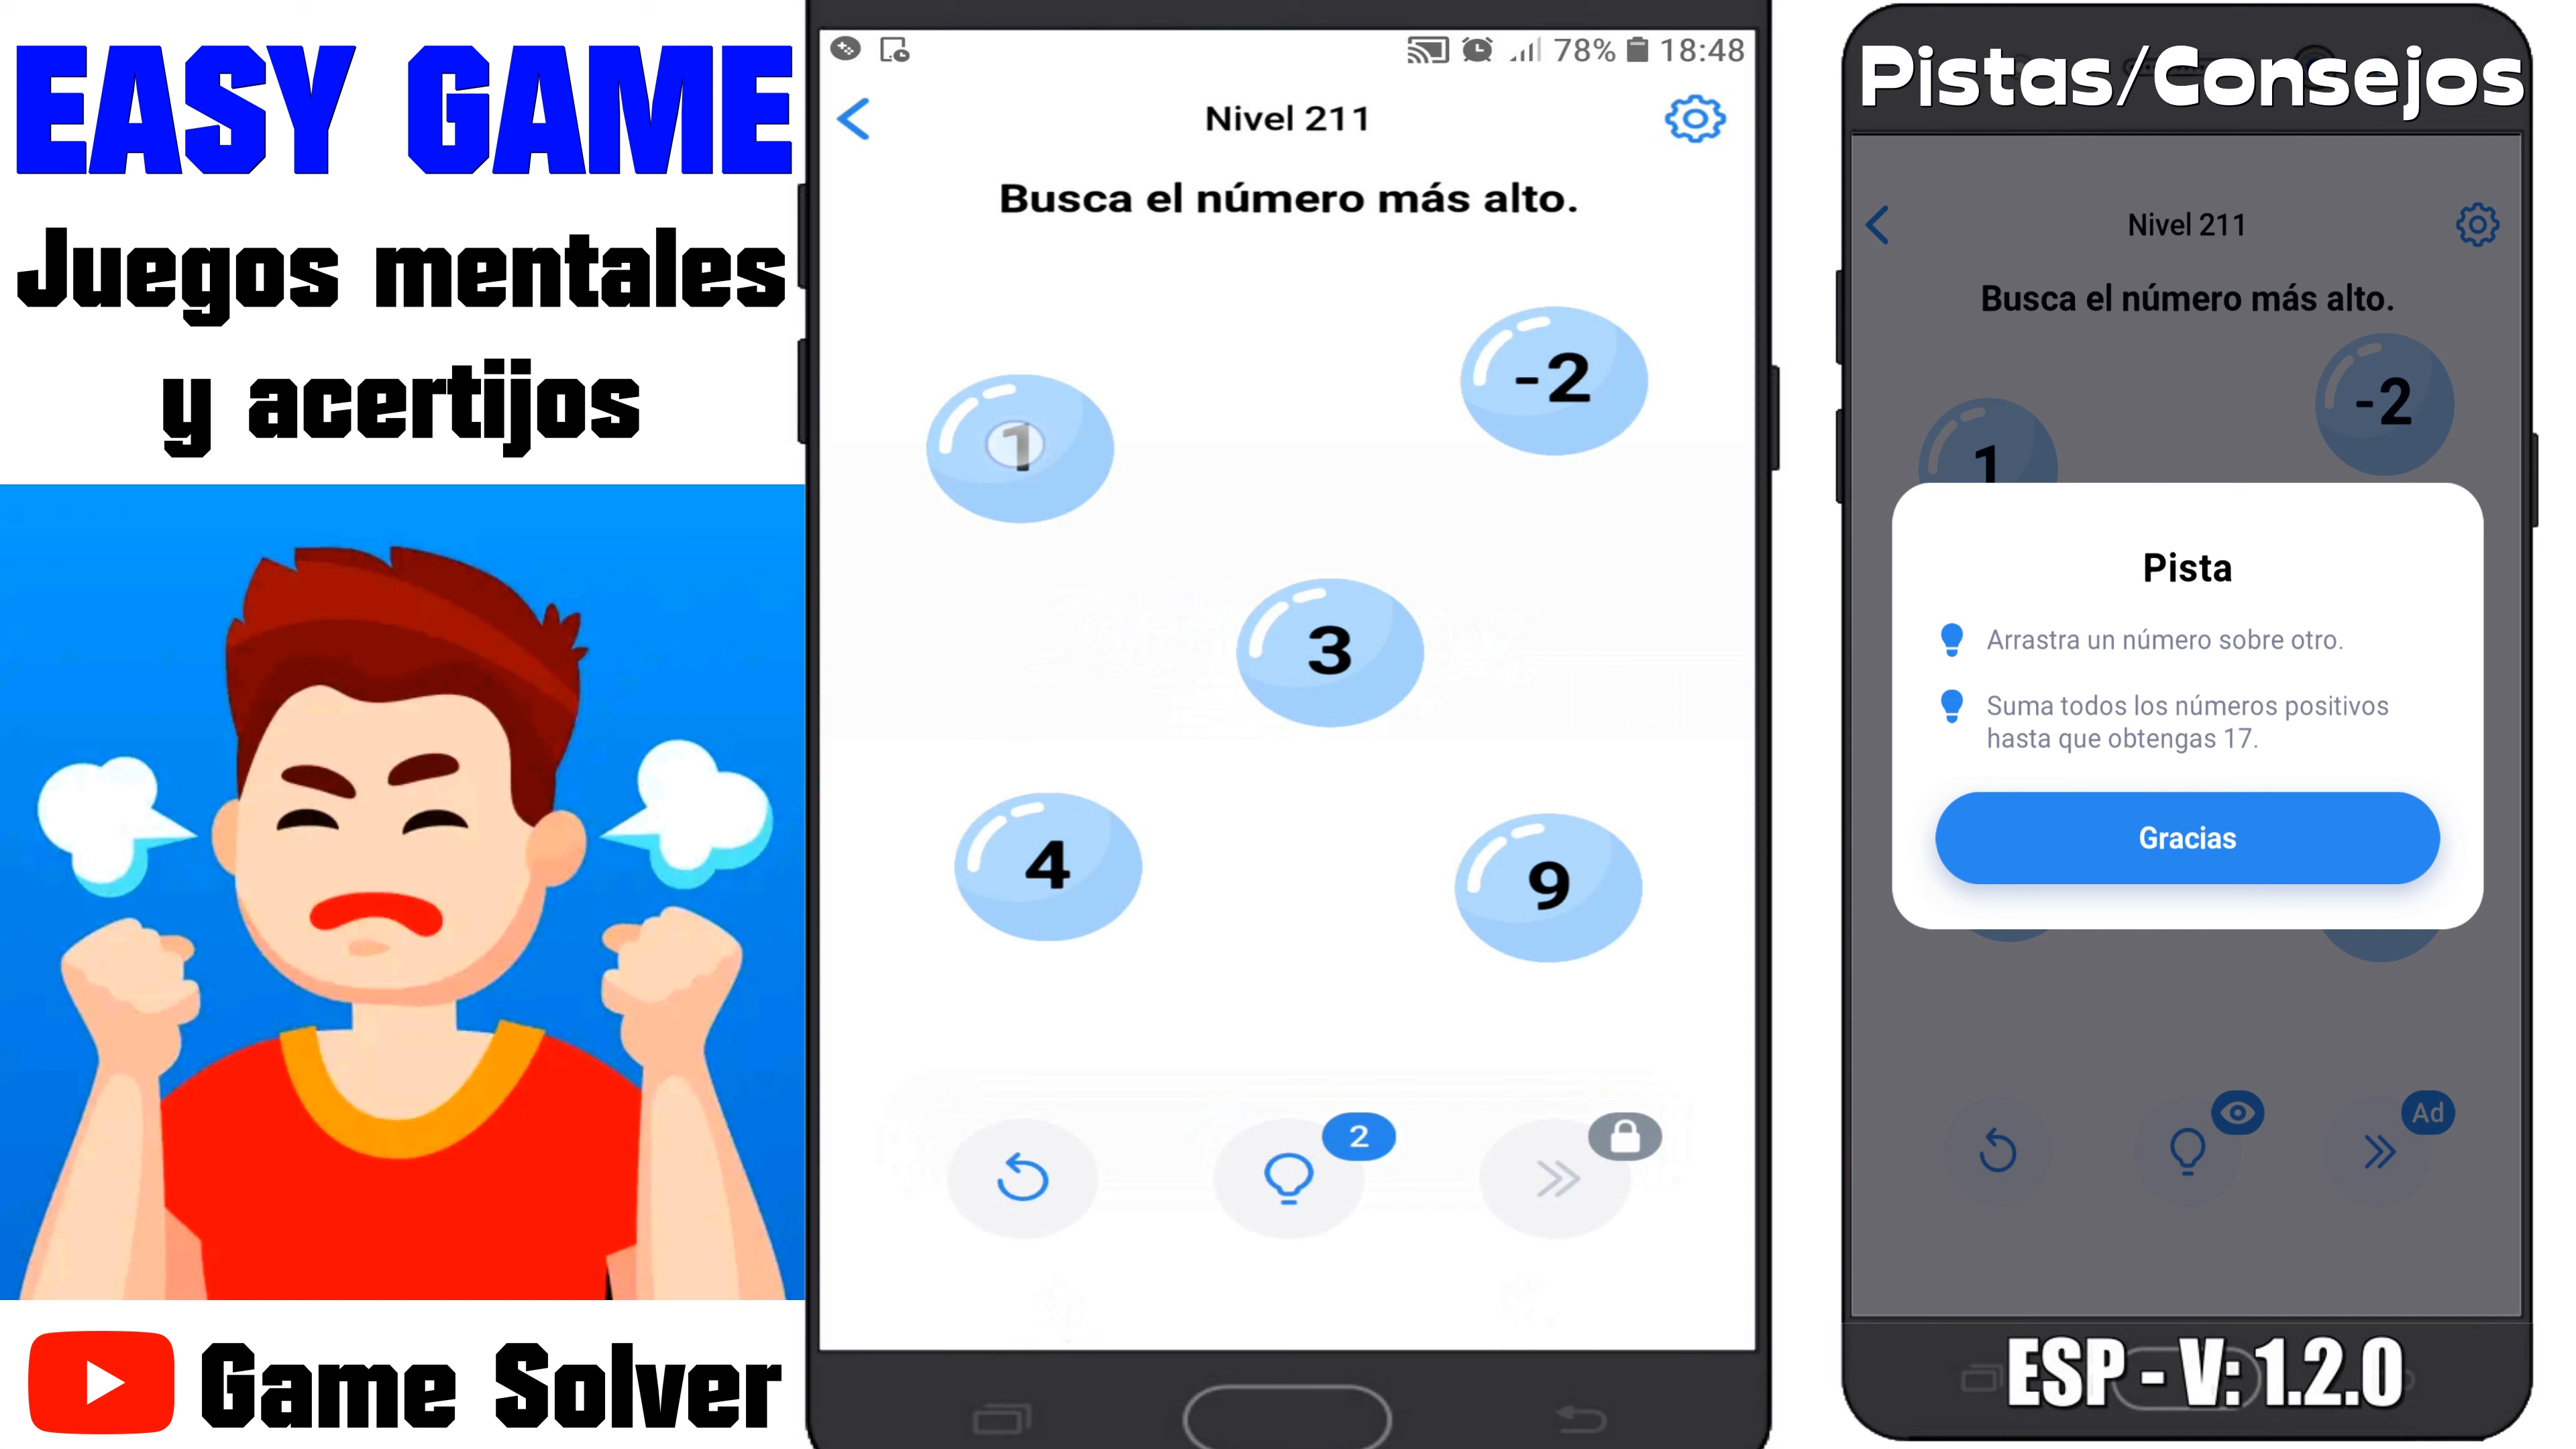 EASY GAME
Juegos mentales
y acertijos
Game Solver
78% 18:48
Nivel 211
Busca el número más alto.
-2
1
3
4
9
2
Pistas/Consejos
Nivel 211
Busca el número más alto.
-2
1
Pista
Arrastra un número sobre otro.
Suma todos los números positivos
hasta que obtengas 17.
Gracias
Ad
ESP - V: 1.2.0